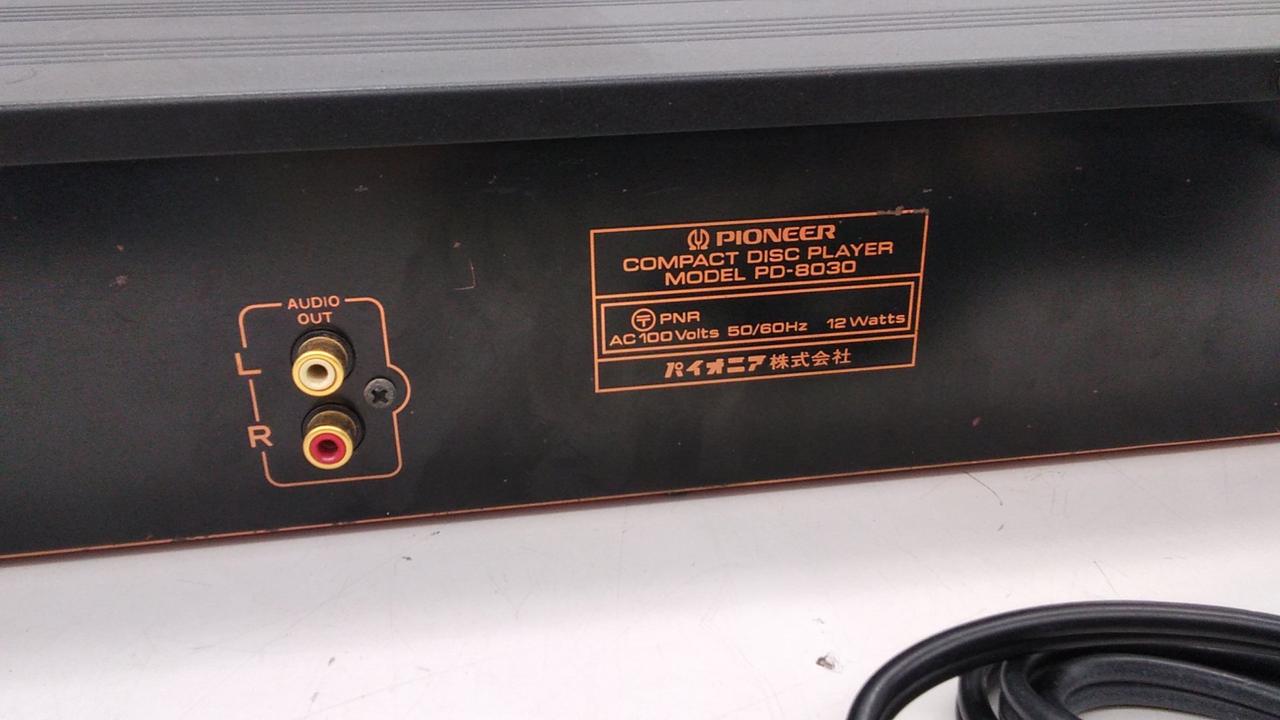 AUDIO
OUT
L
R
PIONEER
COMPACT DISC PLAYER
MODEL PD-8030
〒 PNR
AC 100 Volts 50/60Hz 12 Watts
パイオニア株式会社